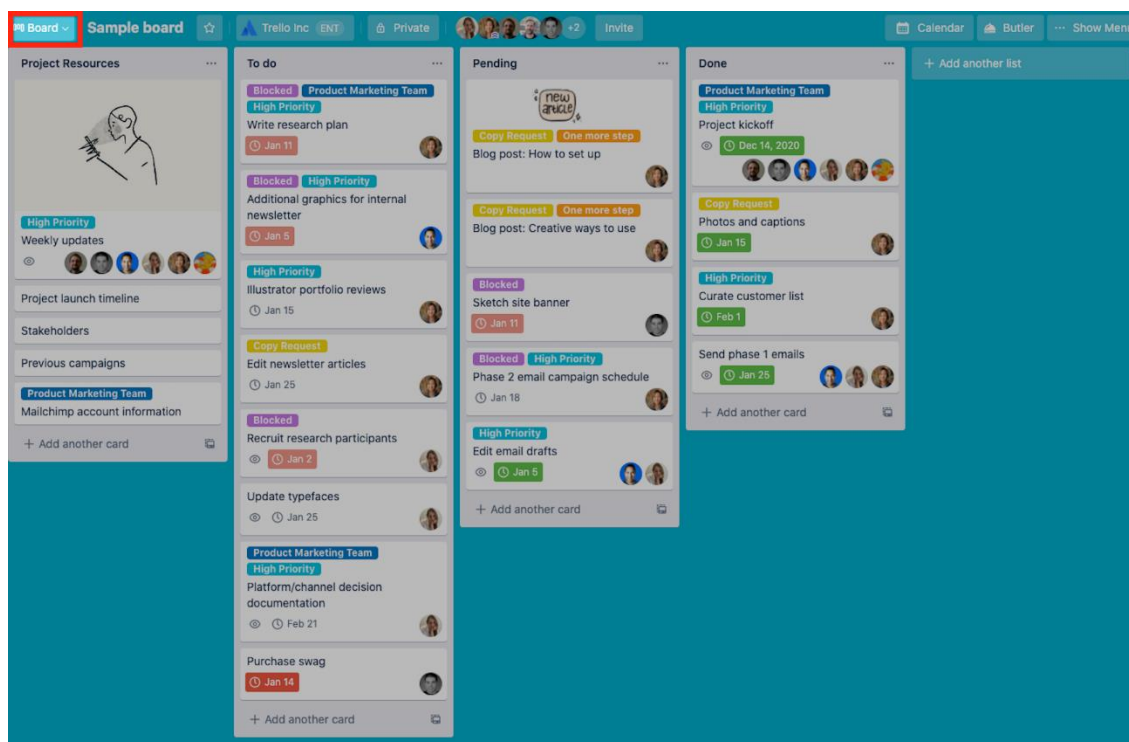 Board
Sample board
Trello Inc ENT
Private
+2
Invite
Calendar
Butler
Show Menu
Project Resources
High Priority
Weekly updates
Project launch timeline
Stakeholders
Previous campaigns
Product Marketing Team
Mailchimp account information
+ Add another card
To do
Blocked Product Marketing Team
High Priority
Write research plan
Jan 11
Blocked High Priority
Additional graphics for internal
newsletter
Jan 5
High Priority
Illustrator portfolio reviews
Jan 15
Copy Request
Edit newsletter articles
Jan 25
Blocked
Recruit research participants
Jan 2
Update typefaces
Jan 25
Product Marketing Team
High Priority
Platform/channel decision
documentation
Feb 21
Purchase swag
Jan 14
+ Add another card
Pending
new
article
Copy Request One more step
Blog post: How to set up
Copy Request One more step
Blog post: Creative ways to use
Blocked
Sketch site banner
Jan 11
Blocked High Priority
Phase 2 email campaign schedule
Jan 18
High Priority
Edit email drafts
Jan 5
+ Add another card
Done
Product Marketing Team
High Priority
Project kickoff
Dec 14, 2020
Copy Request
Photos and captions
Jan 15
High Priority
Curate customer list
Feb 1
Send phase 1 emails
Jan 25
+ Add another card
+ Add another list